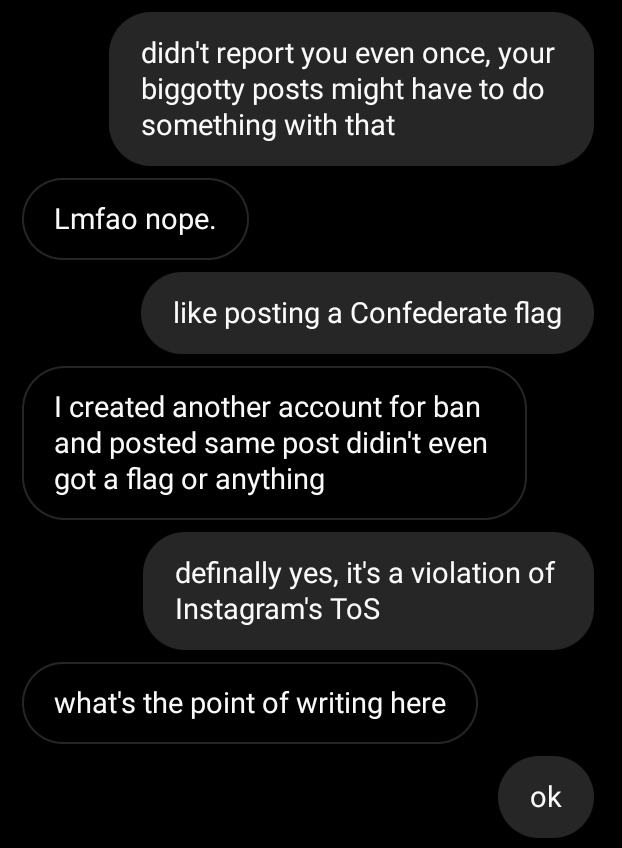 didn't report you even once, your
biggotty posts might have to do
something with that
Lmfao nope.
like posting a Confederate flag
I created another account for ban
and posted same post didin't even
got a flag or anything
definally yes, it's a violation of
Instagram's ToS
what's the point of writing here
ok